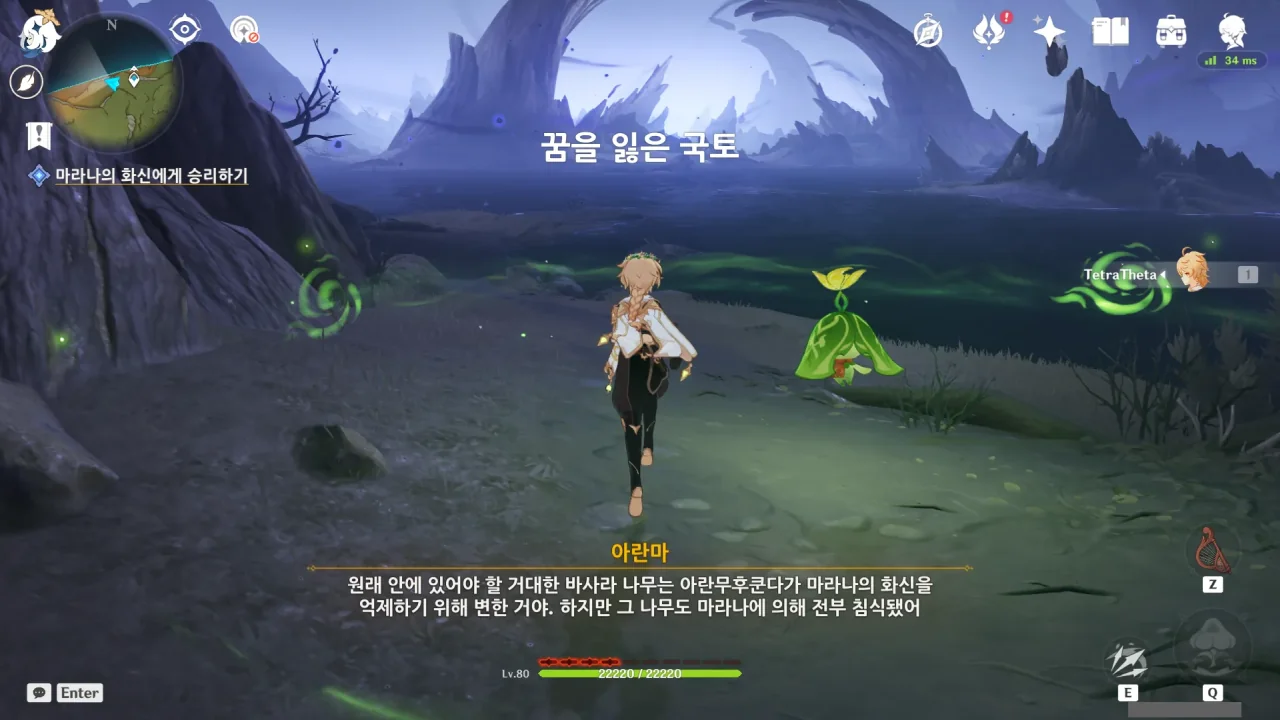 N
34 ms
꿈을 잃은 국토
마라나의 화신에게 승리하기
TetraTheta
1
아란마
원래 안에 있어야 할 거대한 바사라 나무는 아란무후쿤다가 마라나의 화신을
억제하기 위해 변한 거야. 하지만 그 나무도 마라나에 의해 전부 침식됐어
Z
Lv.80
22220 / 22220
Enter
E
Q